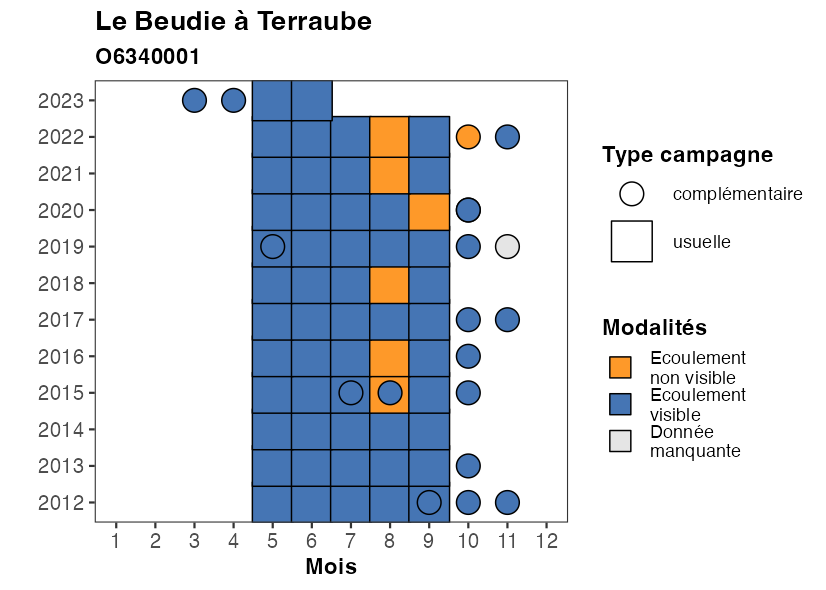 Le Beudie à Terraube
O6340001
2023
2022
2021
2020
2019
2018
2017
2016
2015
2014
2013
2012
1 2 3 4 5 6 7 8 9 10 11 12
Mois
Type campagne
complémentaire
usuelle
Modalités
Ecoulement
non visible
Ecoulement
visible
Donnée
manquante